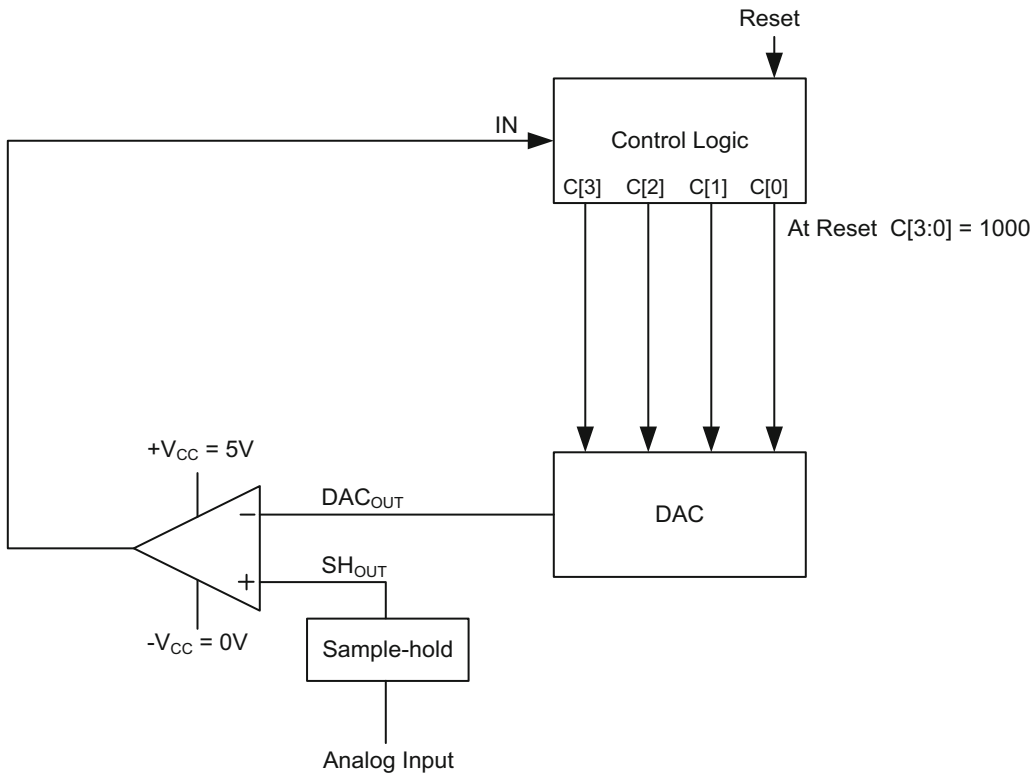 Reset
IN
Control Logic
C[3] C[2] C[1] C[0]
At Reset C[3:0] = 1000
+VCC = 5V
DACOUT
DAC
−
SHOUT
+
-VCC = 0V
Sample-hold
Analog Input